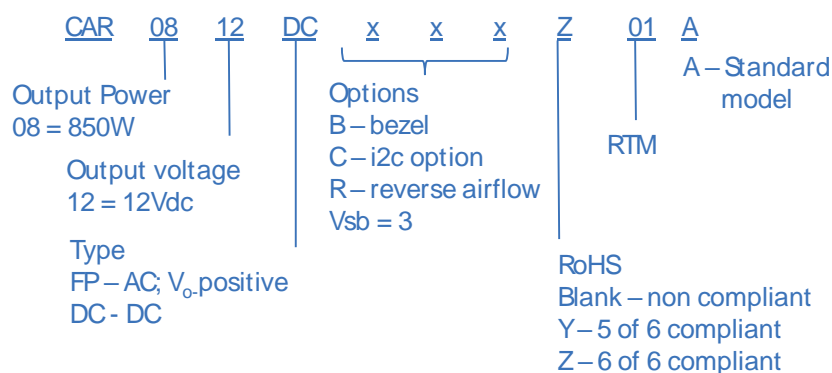 CAR 08 12 DC x x x Z 01 A
A – Standard
model
Output Power
08 = 850W
Options
B – bezel
C – i2c option
R – reverse airflow
Vsb = 3
RTM
Output voltage
12 = 12Vdc
Type
FP – AC; Vo- positive
DC - DC
RoHS
Blank – non compliant
Y – 5 of 6 compliant
Z – 6 of 6 compliant